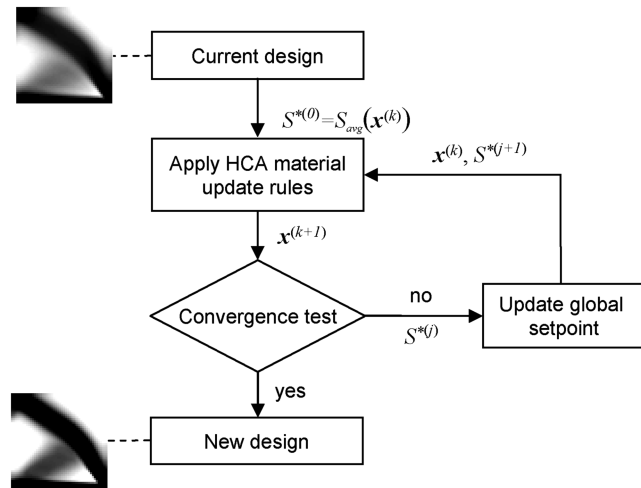 Current design
S*(0)=Savg(x(k))
Apply HCA material
update rules
x(k), S*(j+1)
x(k+1)
Convergence test
no
S*(j)
Update global
setpoint
yes
New design